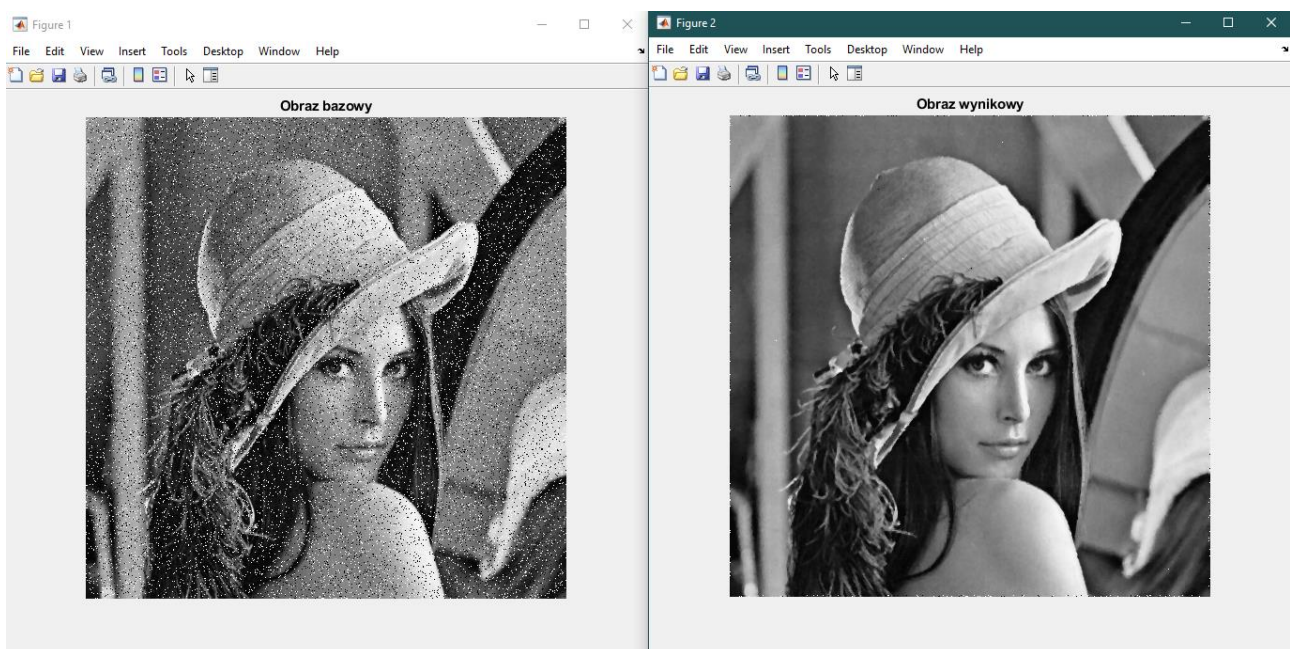 Figure 1
File Edit View Insert Tools Desktop Window Help
Obraz bazowy
Figure 2
File Edit View Insert Tools Desktop Window Help
Obraz wynikowy